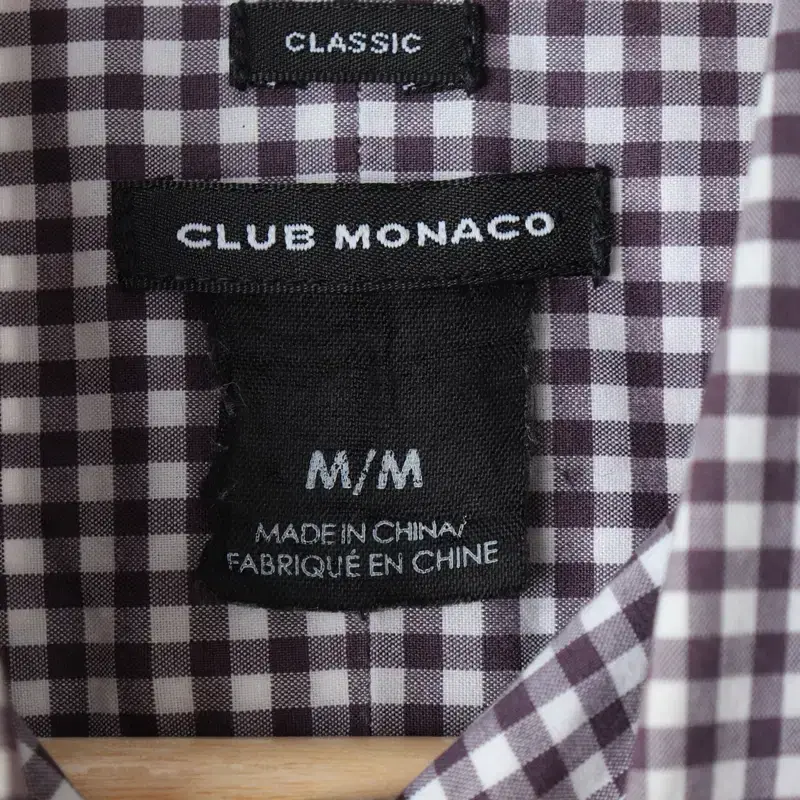 CLASSIC
CLUB MONACO
M/M
MADE IN CHINA/
FABRIQUÉ EN CHINE